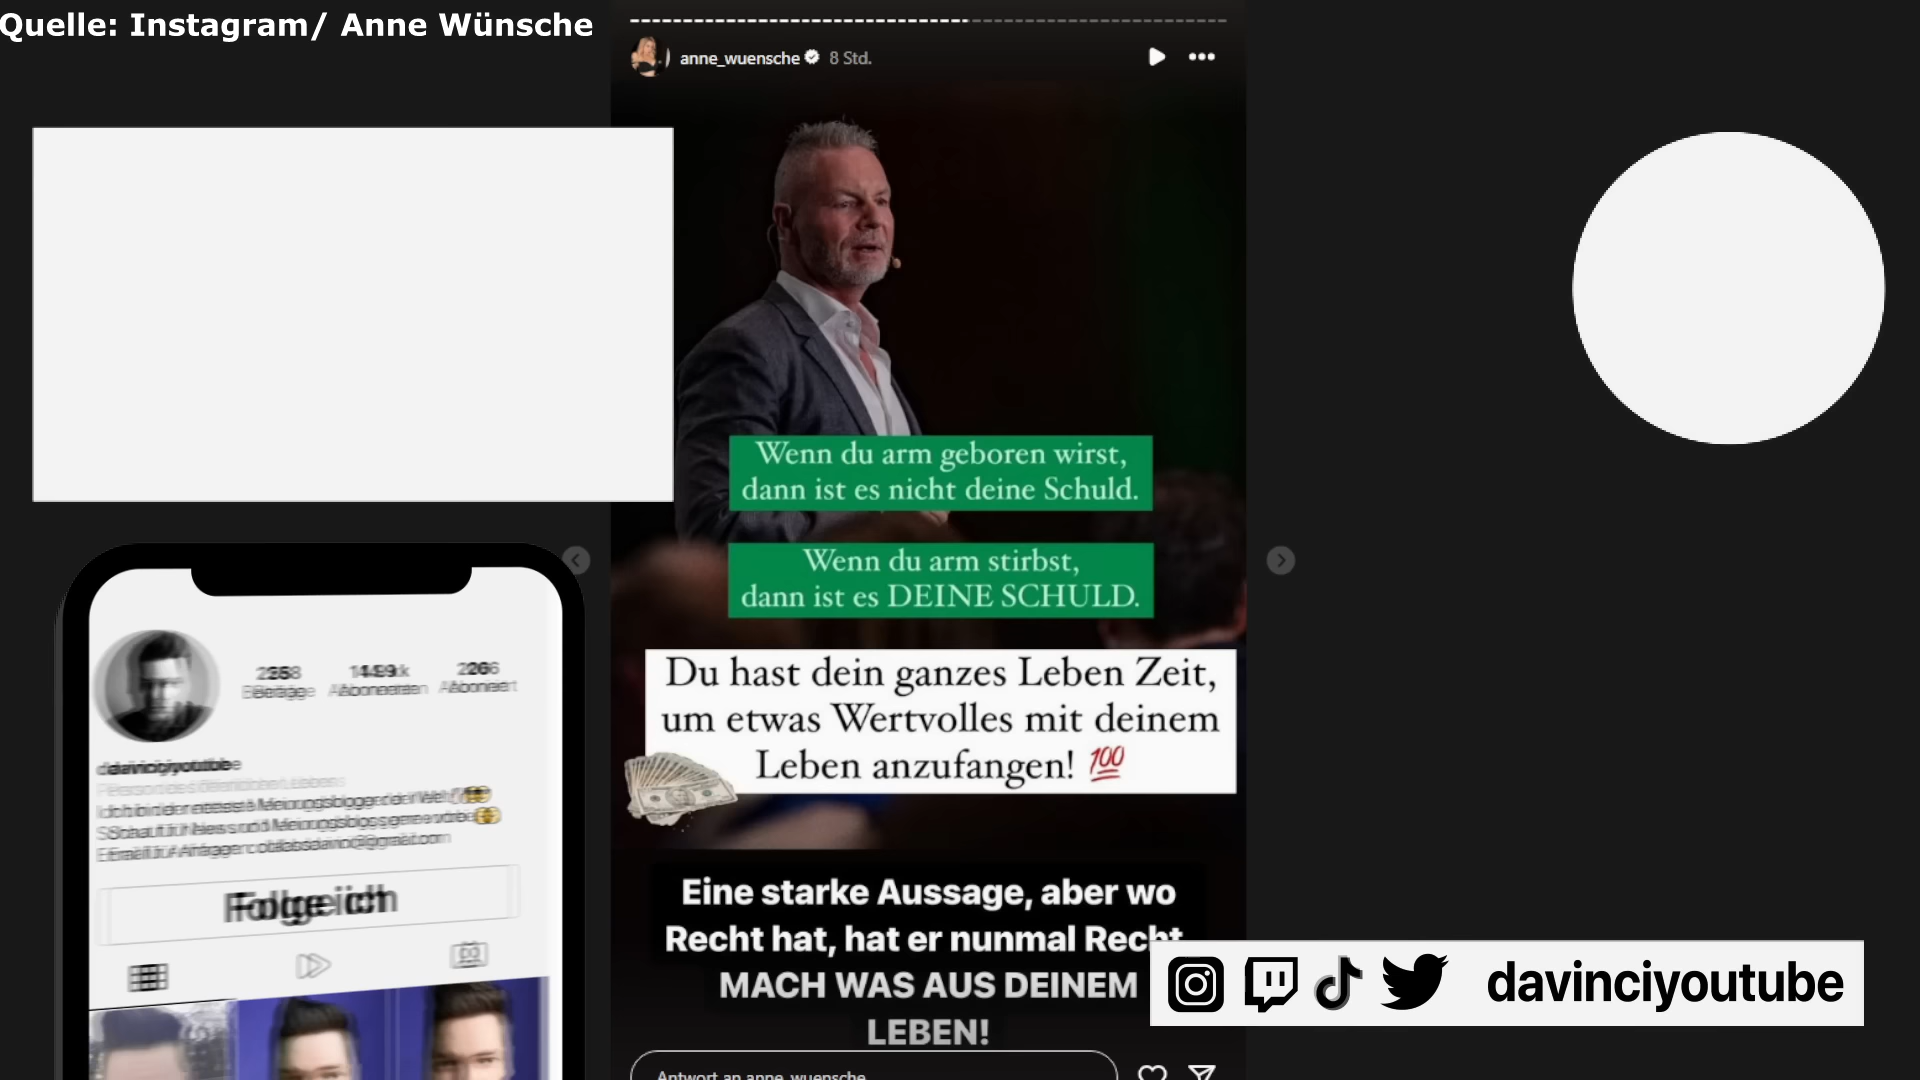 Quelle: Instagram/ Anne Wünsche
anne_wuensche 8 Std.
Wenn du arm geboren wirst,
dann ist es nicht deine Schuld.
Wenn du arm stirbst,
dann ist es DEINE SCHULD.
Du hast dein ganzes Leben Zeit,
um etwas Wertvolles mit deinem
Leben anzufangen! 💯
Eine starke Aussage, aber wo
Recht hat, hat er nunmal Recht
MACH WAS AUS DEINEM
LEBEN!
Antwort an anne_wuensche
davinciyoutube